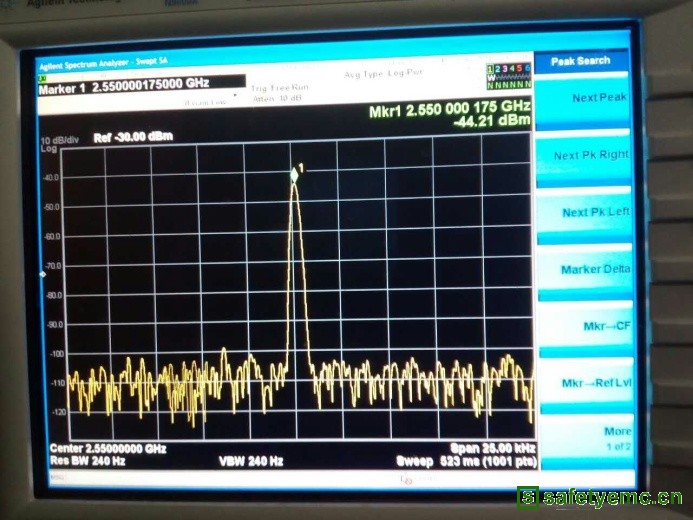 Agilent Spectrum Analyzer - Swept SA
Marker 1 2.550000175000 GHz
Trig: Free Run
Atten: 10 dB
Avg Type: Log-Pwr
1 2 3 4 5 6
W
N N N N N N
Peak Search
Mkr1 2.550 000 175 GHz
-44.21 dBm
10 dB/div
Log
Ref -30.00 dBm
1
-40.0
-50.0
-60.0
-70.0
-80.0
-90.0
-100
-110
-120
Center 2.55000000 GHz
Span 25.00 kHz
Res BW 240 Hz
VBW 240 Hz
Sweep 523 ms (1001 pts)
MSG
Next Peak
Next Pk Right
Next Pk Left
Marker Delta
Mkr→CF
Mkr→Ref Lvl
More
1 of 2
S safetyemc.cn